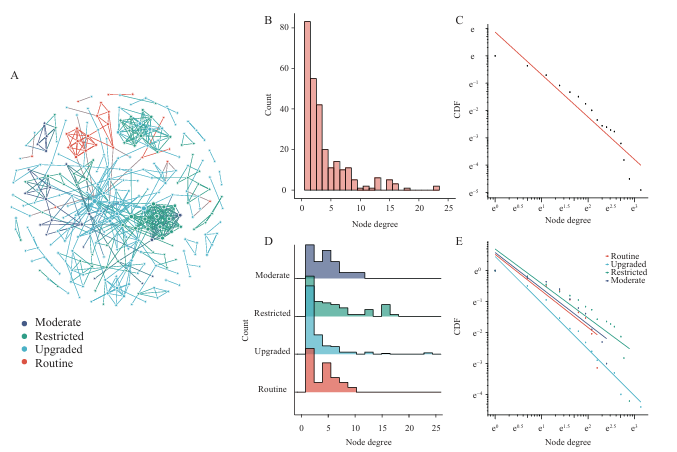 A
Moderate
Restricted
Upgraded
Routine
B
80
60
40
20
0
Count
0 5 10 15 20 25
Node degree
C
e
e
e⁻¹
e⁻²
e⁻³
e⁻⁴
e⁻⁵
CDF
e⁰ e⁰·⁵ e¹ e¹·⁵ e² e²·⁵ e³
Node degree
D
Moderate
Restricted
Upgraded
Routine
Count
0 5 10 15 20 25
Node degree
E
Routine
Upgraded
Restricted
Moderate
e⁰
e⁻¹
e⁻²
e⁻³
e⁻⁴
CDF
e⁰ e⁰·⁵ e¹ e¹·⁵ e² e²·⁵ e³
Node degree